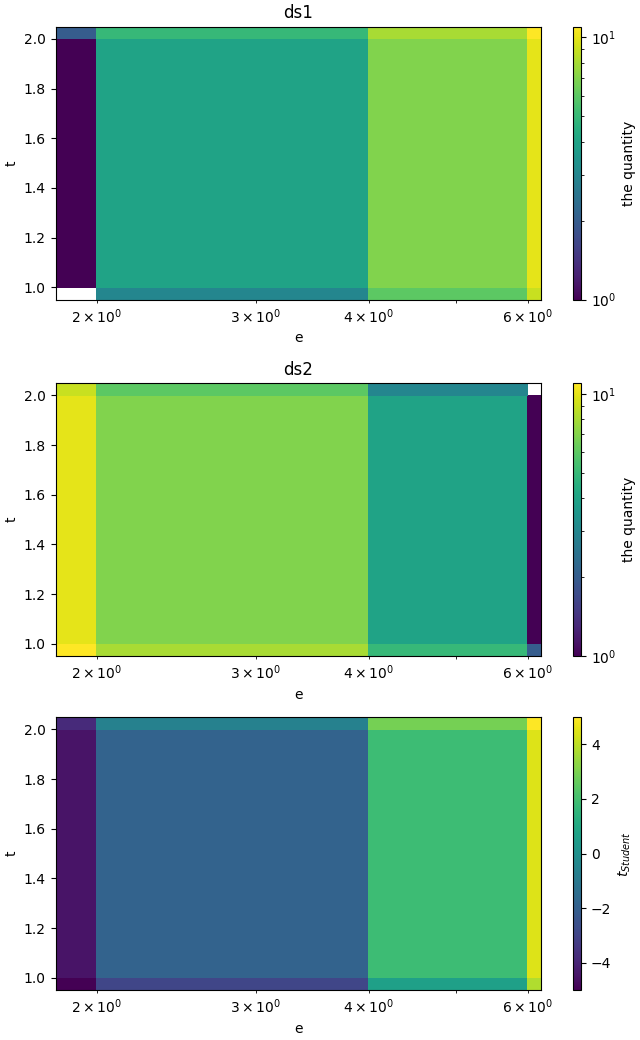 ds1
2.0
1.8
1.6
1.4
1.2
1.0
t
2 × 10⁰
3 × 10⁰
4 × 10⁰
6 × 10⁰
e
10¹
10⁰
the quantity
ds2
2.0
1.8
1.6
1.4
1.2
1.0
t
2 × 10⁰
3 × 10⁰
4 × 10⁰
6 × 10⁰
e
10¹
10⁰
the quantity
2.0
1.8
1.6
1.4
1.2
1.0
t
2 × 10⁰
3 × 10⁰
4 × 10⁰
6 × 10⁰
e
4
2
0
−2
−4
t_Student